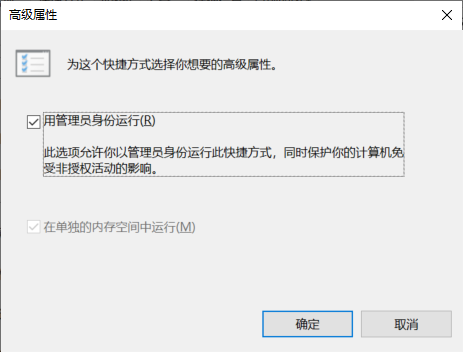 高级属性
为这个快捷方式选择你想要的高级属性。
用管理员身份运行(R)
此选项允许你以管理员身份运行此快捷方式，同时保护你的计算机免
受非授权活动的影响。
在单独的内存空间中运行(M)
确定
取消